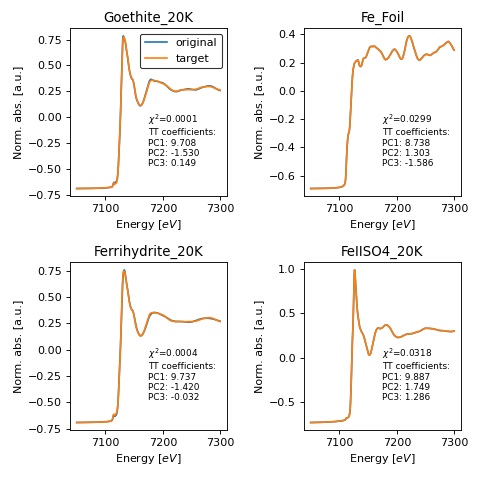 Goethite_20K
Norm. abs. [a.u.]
0.75
0.50
0.25
0.00
−0.25
−0.50
−0.75
original
target
χ²=0.0001
TT coefficients:
PC1: 9.708
PC2: -1.530
PC3: 0.149
7100
7200
7300
Energy [eV]
Fe_Foil
Norm. abs. [a.u.]
0.4
0.2
0.0
−0.2
−0.4
−0.6
χ²=0.0299
TT coefficients:
PC1: 8.738
PC2: 1.303
PC3: -1.586
7100
7200
7300
Energy [eV]
Ferrihydrite_20K
Norm. abs. [a.u.]
0.75
0.50
0.25
0.00
−0.25
−0.50
−0.75
χ²=0.0004
TT coefficients:
PC1: 9.737
PC2: -1.420
PC3: -0.032
7100
7200
7300
Energy [eV]
FeIISO4_20K
Norm. abs. [a.u.]
1.0
0.5
0.0
−0.5
χ²=0.0318
TT coefficients:
PC1: 9.887
PC2: 1.749
PC3: 1.286
7100
7200
7300
Energy [eV]